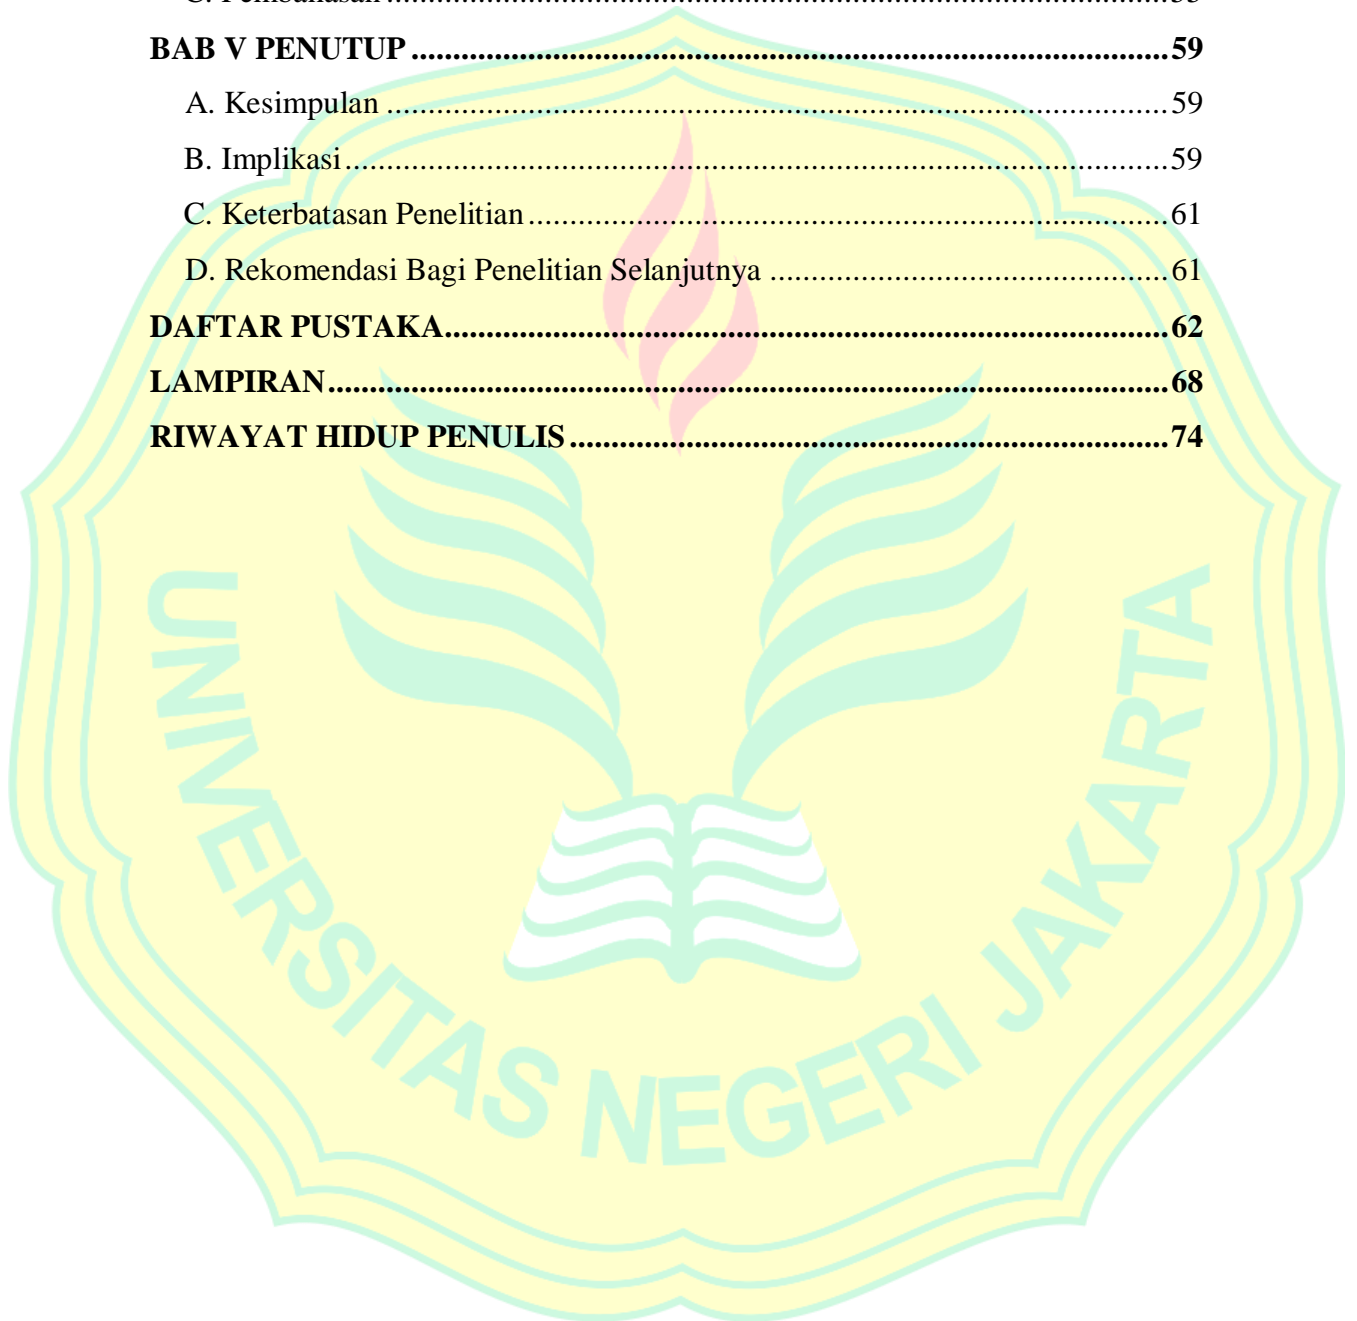 BAB V PENUTUP ........................................................................................... 59
A. Kesimpulan ............................................................................................... 59
B. Implikasi .................................................................................................... 59
C. Keterbatasan Penelitian .............................................................................. 61
D. Rekomendasi Bagi Penelitian Selanjutnya ................................................ 61
DAFTAR PUSTAKA ....................................................................................... 62
LAMPIRAN ..................................................................................................... 68
RIWAYAT HIDUP PENULIS ........................................................................ 74
UNIVERSITAS NEGERI JAKARTA